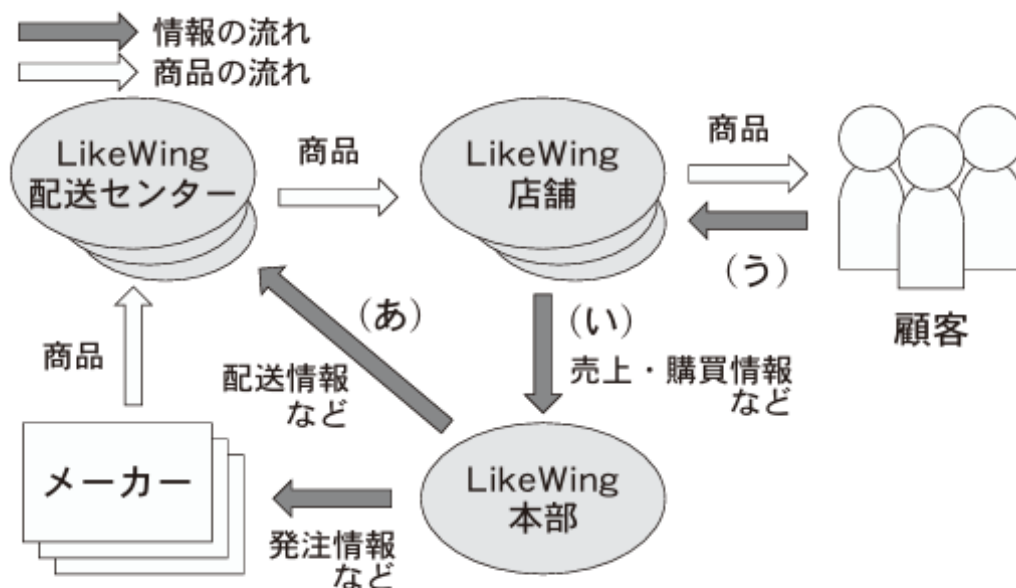 情報の流れ
商品の流れ
LikeWing
配送センター
商品
LikeWing
店舗
商品
(う)
顧客
(あ)
配送情報
など
(い)
売上・購買情報
など
商品
メーカー
発注情報
など
LikeWing
本部